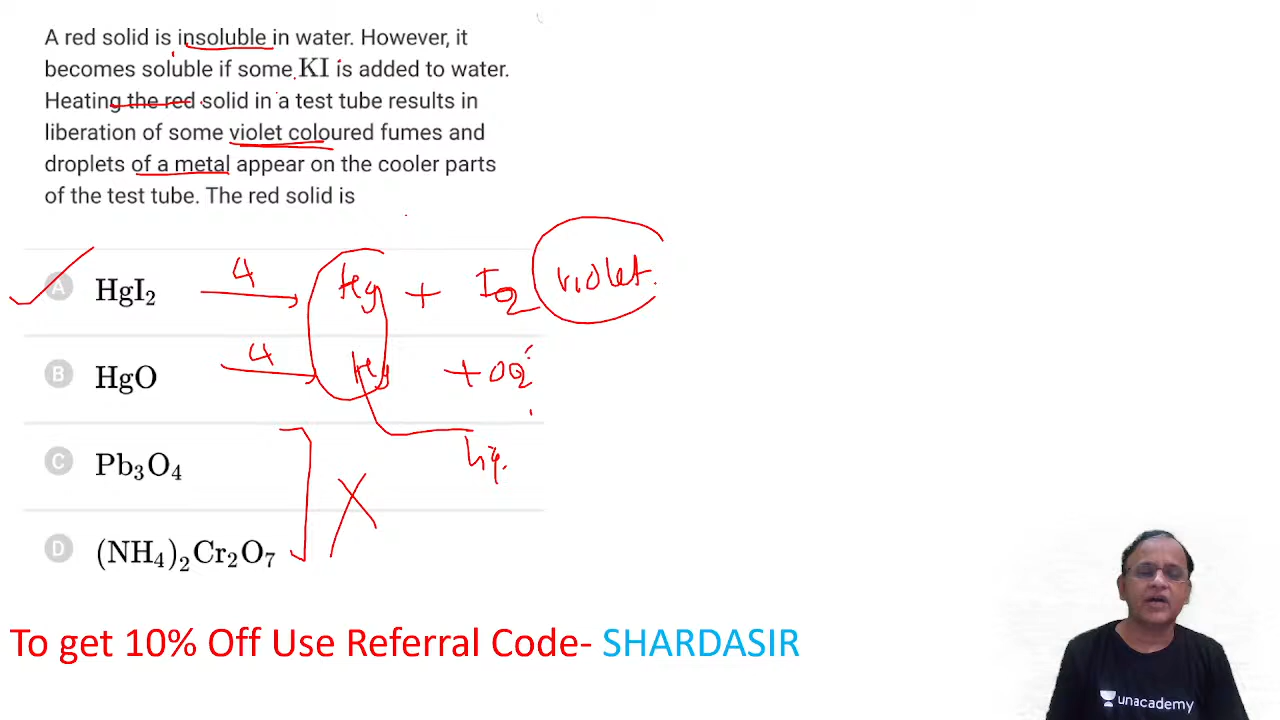 A red solid is insoluble in water. However, it
becomes soluble if some KI is added to water.
Heating the red solid in a test tube results in
liberation of some violet coloured fumes and
droplets of a metal appear on the cooler parts
of the test tube. The red solid is
A HgI₂ Hg + I₂ violet.
B HgO Hg + O₂
liq.
C Pb₃O₄
D (NH₄)₂Cr₂O₇
X
To get 10% Off Use Referral Code- SHARDASIR
unacademy